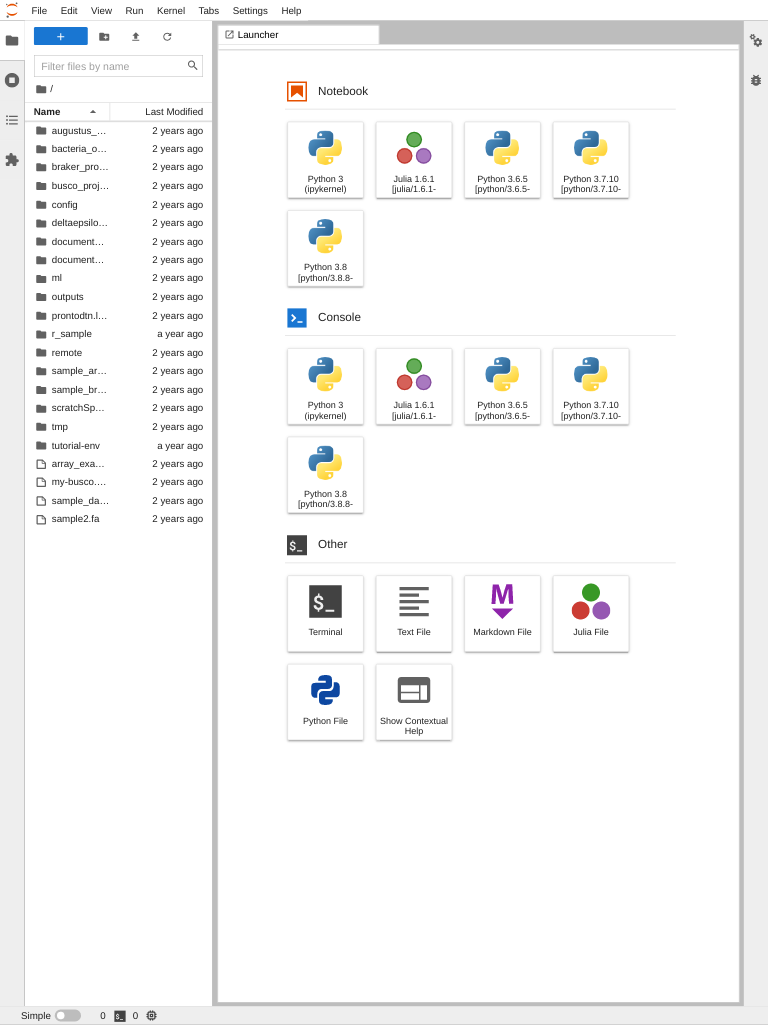 File Edit View Run Kernel Tabs Settings Help
+
Launcher
Filter files by name
/
Name Last Modified
augustus_... 2 years ago
bacteria_o... 2 years ago
braker_pro... 2 years ago
busco_proj... 2 years ago
config 2 years ago
deltaepsilo... 2 years ago
document... 2 years ago
document... 2 years ago
ml 2 years ago
outputs 2 years ago
prontodtn.l... 2 years ago
r_sample a year ago
remote 2 years ago
sample_ar... 2 years ago
sample_br... 2 years ago
scratchSp... 2 years ago
tmp 2 years ago
tutorial-env a year ago
array_exa... 2 years ago
my-busco.... 2 years ago
sample_da... 2 years ago
sample2.fa 2 years ago
Notebook
Python 3
(ipykernel)
Julia 1.6.1
[julia/1.6.1-
Python 3.6.5
[python/3.6.5-
Python 3.7.10
[python/3.7.10-
Python 3.8
[python/3.8.8-
Console
Python 3
(ipykernel)
Julia 1.6.1
[julia/1.6.1-
Python 3.6.5
[python/3.6.5-
Python 3.7.10
[python/3.7.10-
Python 3.8
[python/3.8.8-
$_ Other
$_
Terminal
Text File
M
Markdown File
Julia File
Python File
Show Contextual
Help
Simple 0 $_ 0